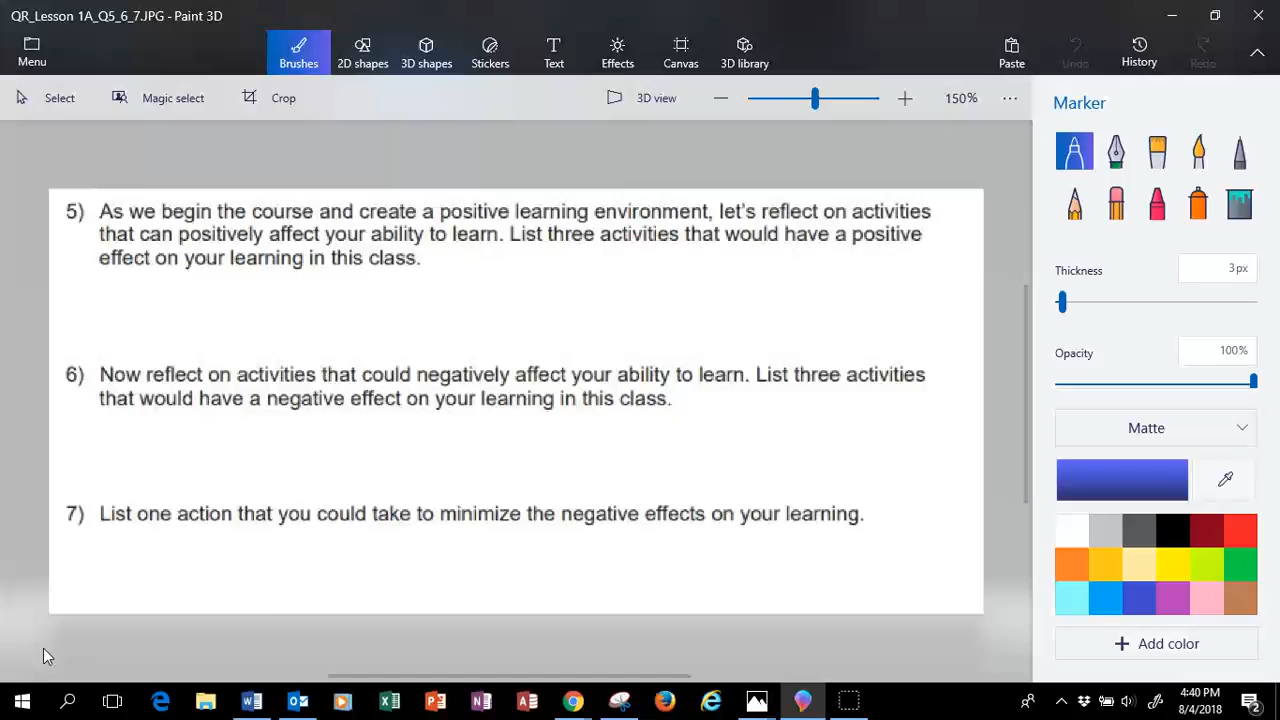 QR_Lesson 1A_Q5_6_7.JPG - Paint 3D
Menu
Brushes
2D shapes
3D shapes
Stickers
Text
Effects
Canvas
3D library
Paste
Undo
History
Redo
Select
Magic select
Crop
3D view
150%
Marker
5) As we begin the course and create a positive learning environment, let's reflect on activities
that can positively affect your ability to learn. List three activities that would have a positive
effect on your learning in this class.
6) Now reflect on activities that could negatively affect your ability to learn. List three activities
that would have a negative effect on your learning in this class.
7) List one action that you could take to minimize the negative effects on your learning.
Thickness
3px
Opacity
100%
Matte
+ Add color
4:40 PM
8/4/2018
2